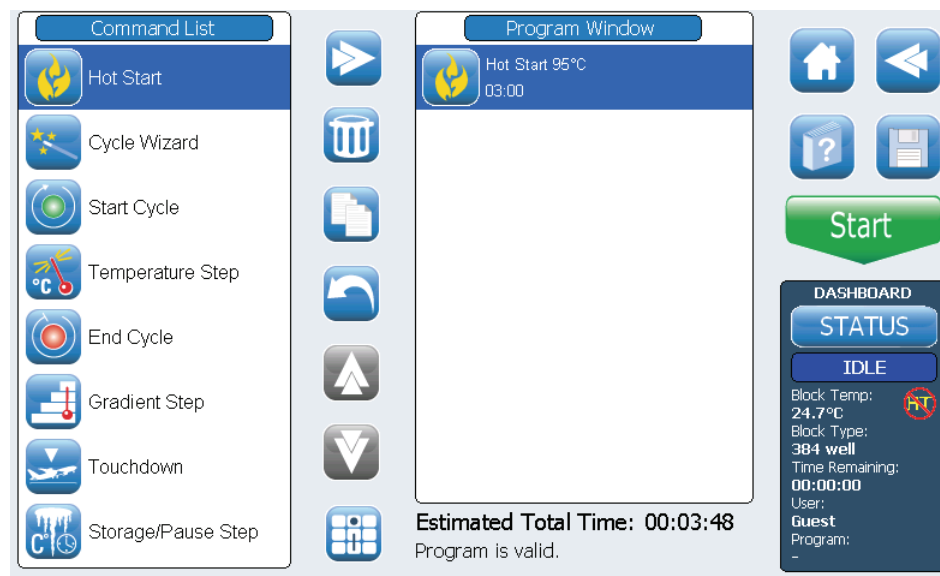 Command List
Hot Start
Cycle Wizard
Start Cycle
Temperature Step
°C
End Cycle
Gradient Step
Touchdown
Storage/Pause Step
C°
Program Window
Hot Start 95°C
03:00
Estimated Total Time: 00:03:48
Program is valid.
?
Start
DASHBOARD
STATUS
IDLE
Block Temp:
24.7°C
HT
Block Type:
384 well
Time Remaining:
00:00:00
User:
Guest
Program:
-